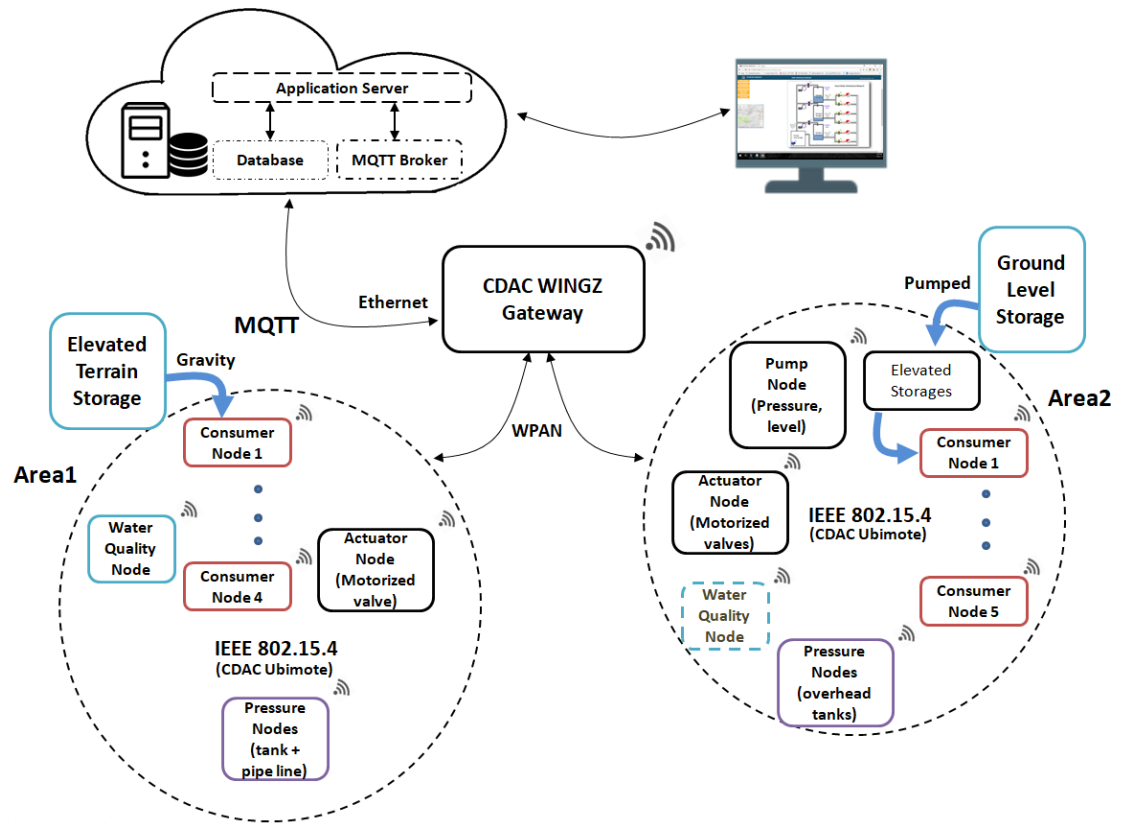 Application Server
Database
MQTT Broker
CDAC WINGZ
Gateway
Ethernet
MQTT
WPAN
Elevated
Terrain
Storage
Gravity
Area1
Consumer
Node 1
Water
Quality
Node
Consumer
Node 4
Actuator
Node
(Motorized
valve)
IEEE 802.15.4
(CDAC Ubimote)
Pressure
Nodes
(tank +
pipe line)
Ground
Level
Storage
Pumped
Area2
Pump
Node
(Pressure,
level)
Elevated
Storages
Consumer
Node 1
Actuator
Node
(Motorized
valves)
IEEE 802.15.4
(CDAC Ubimote)
Water
Quality
Node
Consumer
Node 5
Pressure
Nodes
(overhead
tanks)